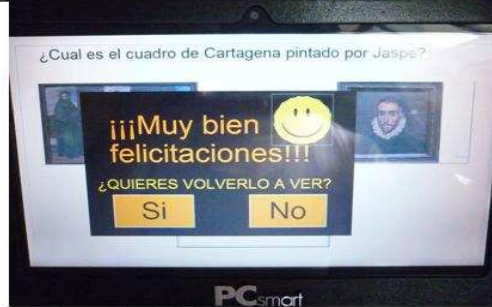 ¿Cual es el cuadro de Cartagena pintado por Jaspe?
¡¡¡Muy bien
felicitaciones!!!
¿QUIERES VOLVERLO A VER?
Si No
PCsmart